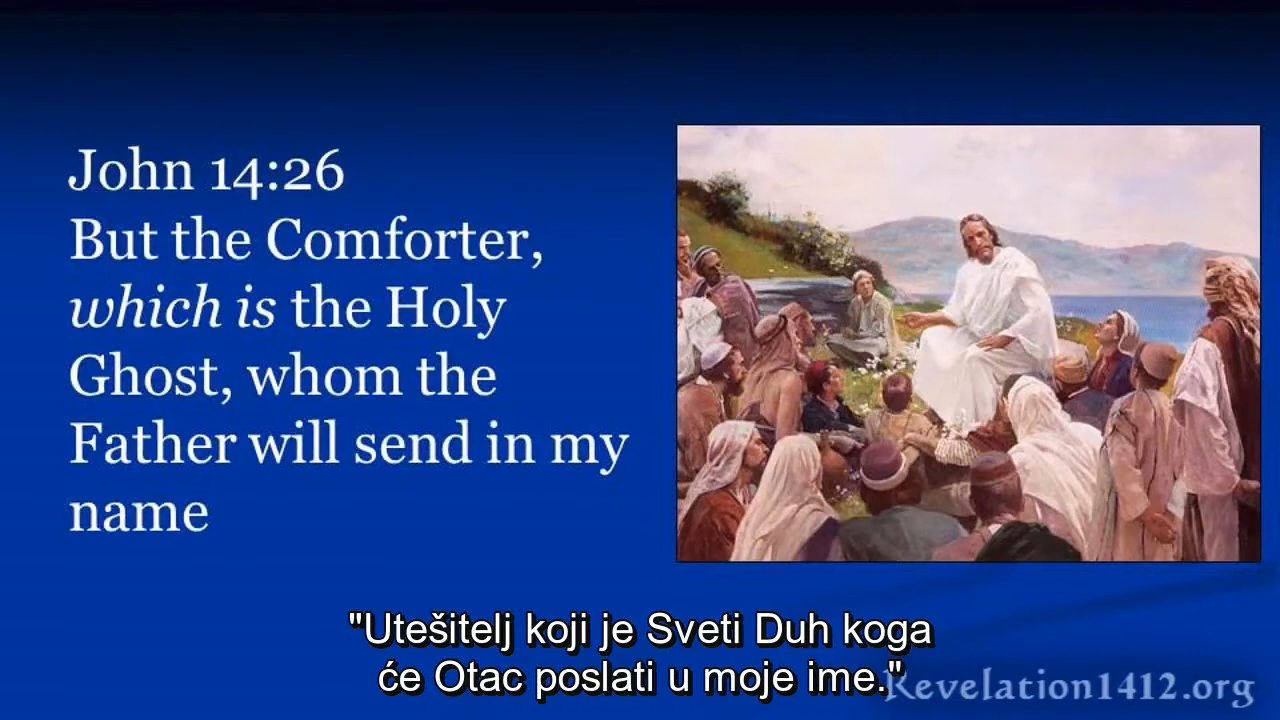 John 14:26
But the Comforter,
which is the Holy
Ghost, whom the
Father will send in my
name
"Utešitelj koji je Sveti Duh koga
će Otac poslati u moje ime."
Revelation1412.org